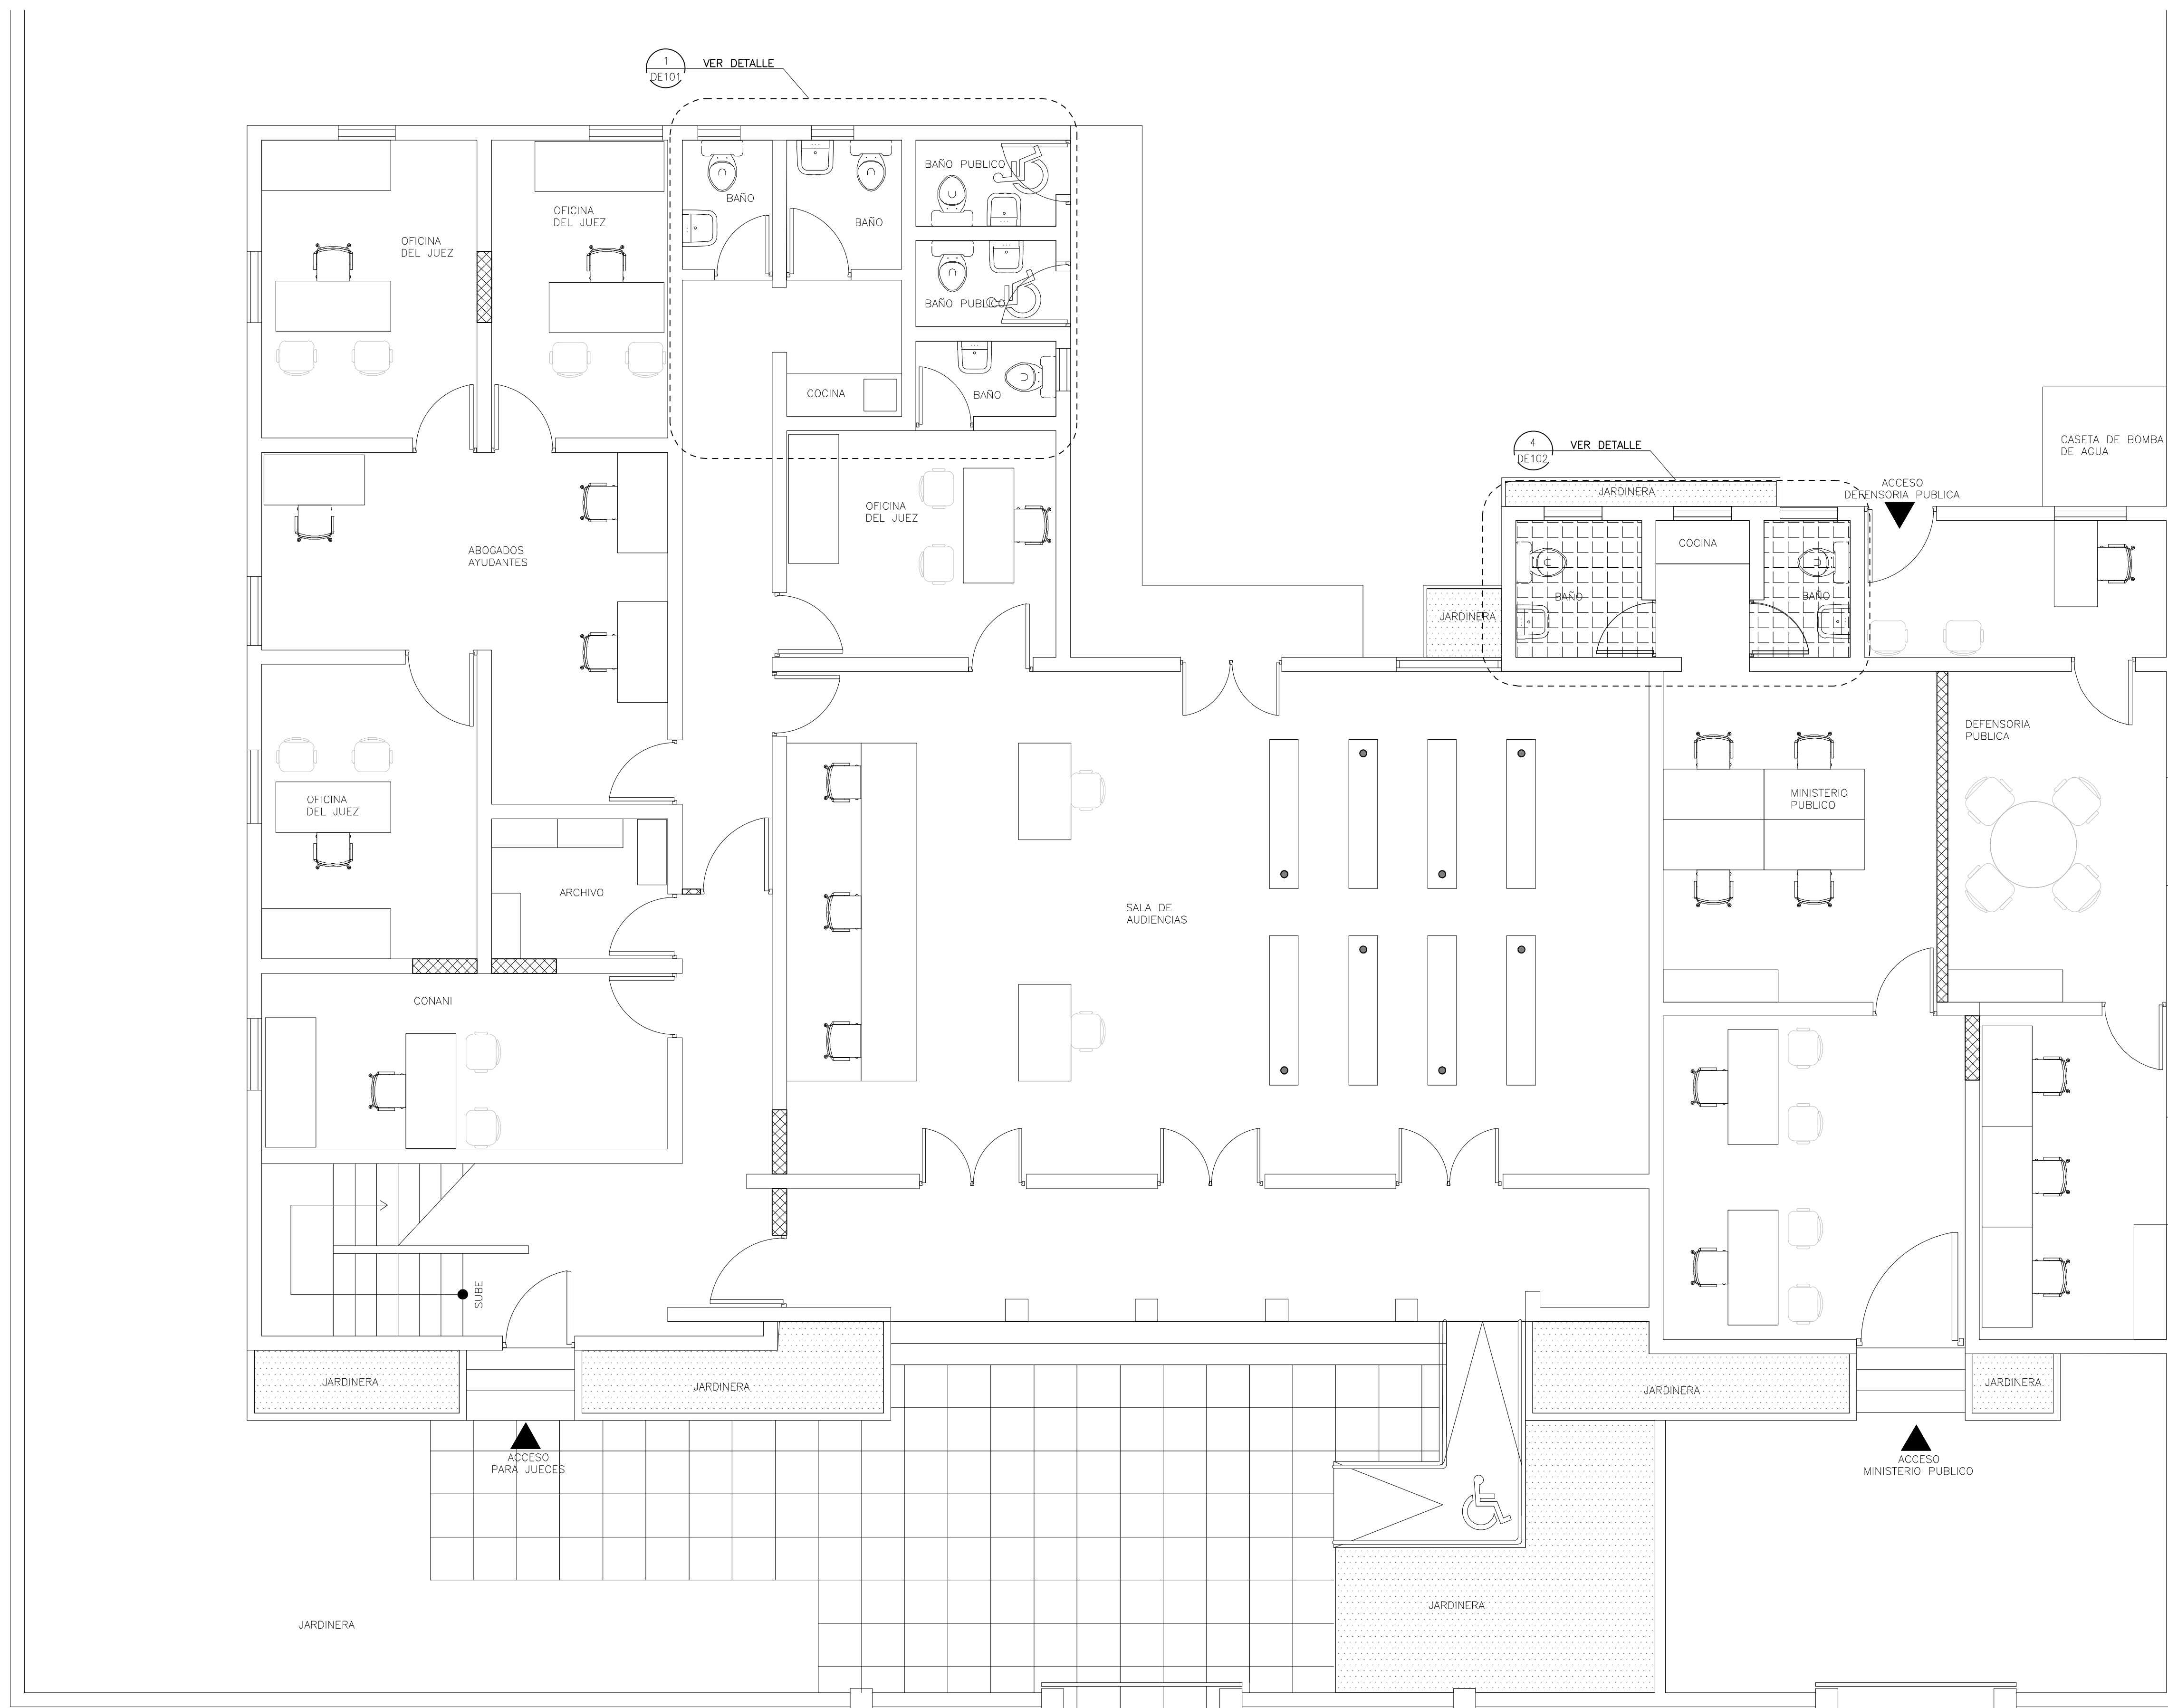 1
DE101
VER DETALLE
BAÑO PUBLICO
BAÑO
BAÑO
OFICINA
DEL JUEZ
OFICINA
DEL JUEZ
BAÑO PUBLICO
COCINA
BAÑO
4
DE102
VER DETALLE
CASETA DE BOMBA
DE AGUA
ACCESO
DEFENSORIA PUBLICA
JARDINERA
OFICINA
DEL JUEZ
ABOGADOS
AYUDANTES
COCINA
BAÑO
BAÑO
JARDINERA
DEFENSORIA
PUBLICA
OFICINA
DEL JUEZ
MINISTERIO
PUBLICO
ARCHIVO
SALA DE
AUDIENCIAS
CONANI
SUBE
JARDINERA
JARDINERA
JARDINERA
JARDINERA
ACCESO
PARA JUECES
ACCESO
MINISTERIO PUBLICO
JARDINERA
JARDINERA